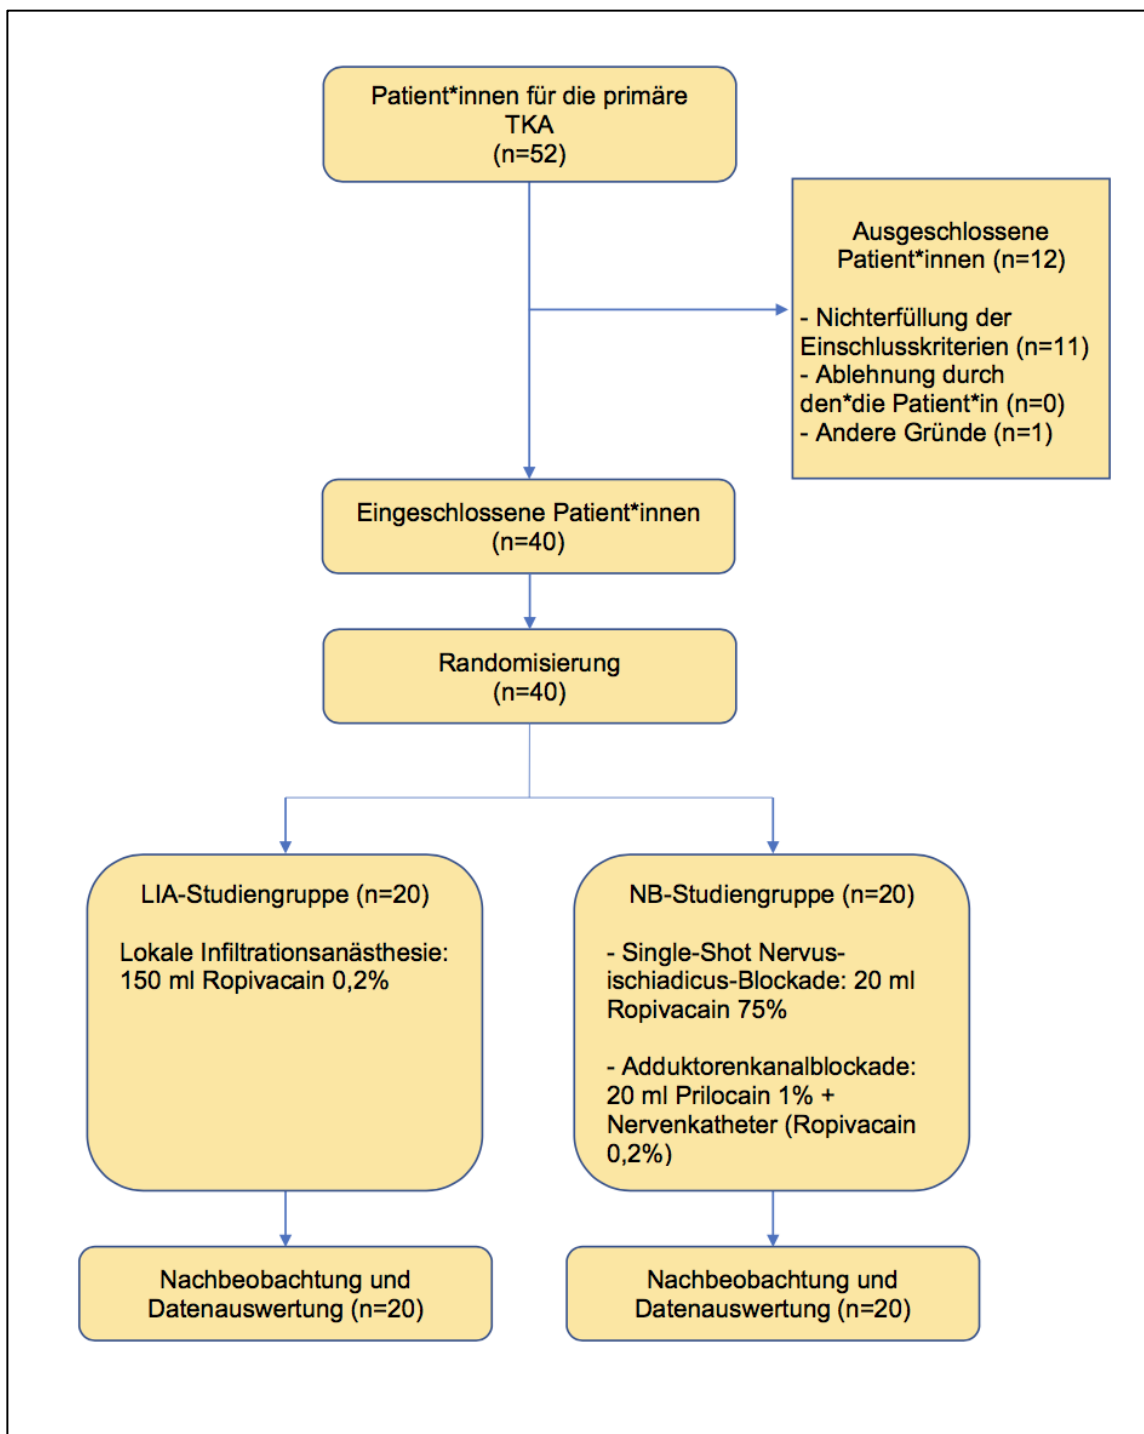 Patient*innen für die primäre
TKA
(n=52)
Ausgeschlossene
Patient*innen (n=12)
- Nichterfüllung der
Einschlusskriterien (n=11)
- Ablehnung durch
den*die Patient*in (n=0)
- Andere Gründe (n=1)
Eingeschlossene Patient*innen
(n=40)
Randomisierung
(n=40)
LIA-Studiengruppe (n=20)
Lokale Infiltrationsanästhesie:
150 ml Ropivacain 0,2%
NB-Studiengruppe (n=20)
- Single-Shot Nervus-
ischiadicus-Blockade: 20 ml
Ropivacain 75%
- Adduktorenkanalblockade:
20 ml Prilocain 1% +
Nervenkatheter (Ropivacain
0,2%)
Nachbeobachtung und
Datenauswertung (n=20)
Nachbeobachtung und
Datenauswertung (n=20)